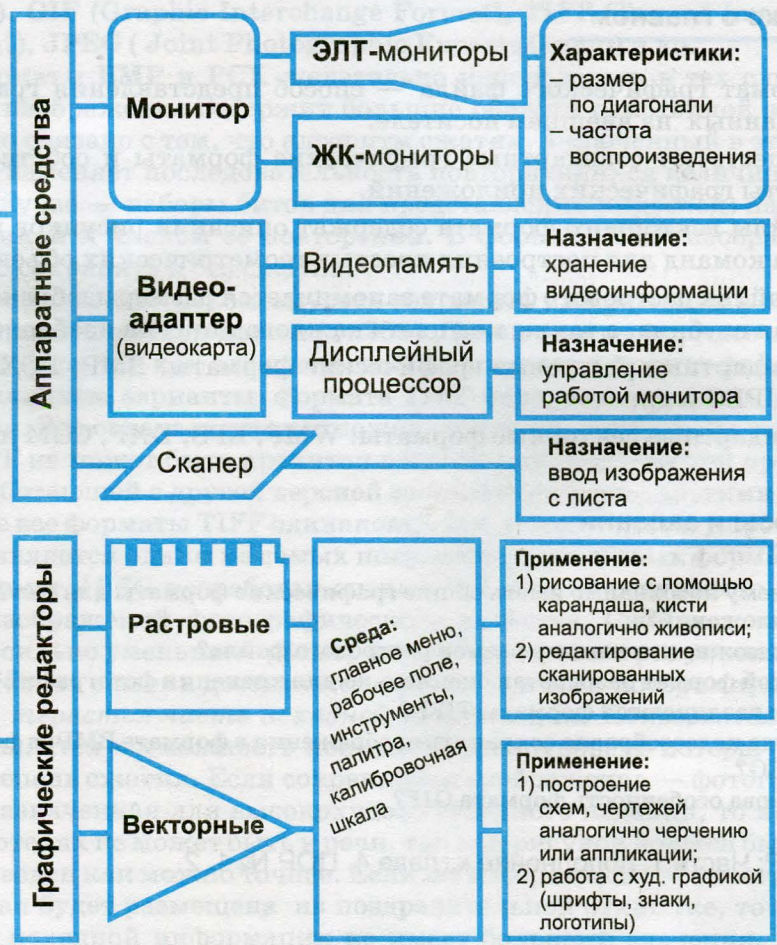 Аппаратные средства
Монитор
ЭЛТ-мониторы
ЖК-мониторы
Характеристики:
– размер
по диагонали
– частота
воспроизведения
Видео-
адаптер
(видеокарта)
Видеопамять
Назначение:
хранение
видеоинформации
Дисплейный
процессор
Назначение:
управление
работой монитора
Сканер
Назначение:
ввод изображения
с листа
Графические редакторы
Растровые
Векторные
Среда:
главное меню,
рабочее поле,
инструменты,
палитра,
калибровочная
шкала
Применение:
1) рисование с помощью
карандаша, кисти
аналогично живописи;
2) редактирование
сканированных
изображений
Применение:
1) построение
схем, чертежей
аналогично черчению
или аппликации;
2) работа с худ. графикой
(шрифты, знаки,
логотипы)